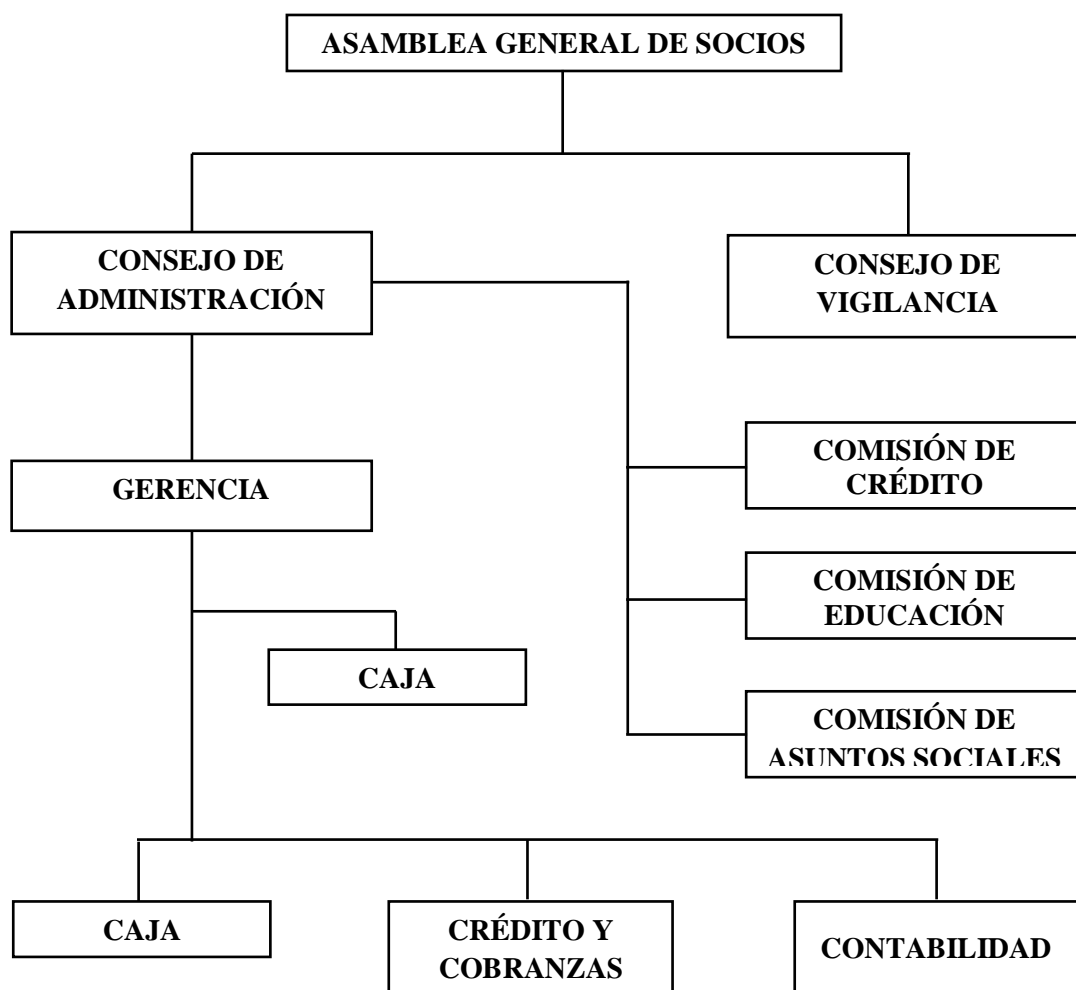 ASAMBLEA GENERAL DE SOCIOS
CONSEJO DE
ADMINISTRACIÓN
CONSEJO DE
VIGILANCIA
GERENCIA
COMISIÓN DE
CRÉDITO
COMISIÓN DE
EDUCACIÓN
CAJA
COMISIÓN DE
ASUNTOS SOCIALES
CAJA
CRÉDITO Y
COBRANZAS
CONTABILIDAD